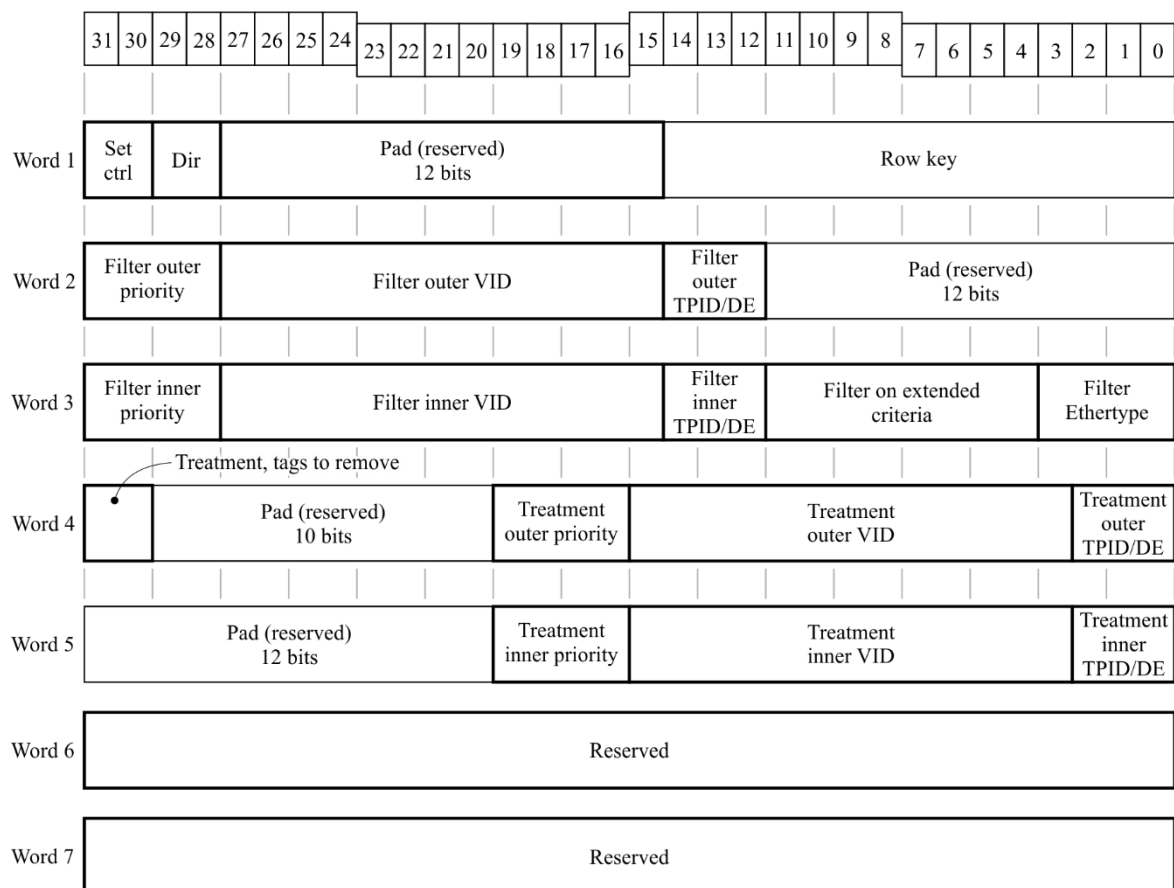 31 30 29 28 27 26 25 24 23 22 21 20 19 18 17 16 15 14 13 12 11 10 9 8 7 6 5 4 3 2 1 0
Word 1
Set
ctrl
Dir
Pad (reserved)
12 bits
Row key
Word 2
Filter outer
priority
Filter outer VID
Filter
outer
TPID/DE
Pad (reserved)
12 bits
Word 3
Filter inner
priority
Filter inner VID
Filter
inner
TPID/DE
Filter on extended
criteria
Filter
Ethertype
Treatment, tags to remove
Word 4
Pad (reserved)
10 bits
Treatment
outer priority
Treatment
outer VID
Treatment
outer
TPID/DE
Word 5
Pad (reserved)
12 bits
Treatment
inner priority
Treatment
inner VID
Treatment
inner
TPID/DE
Word 6
Reserved
Word 7
Reserved